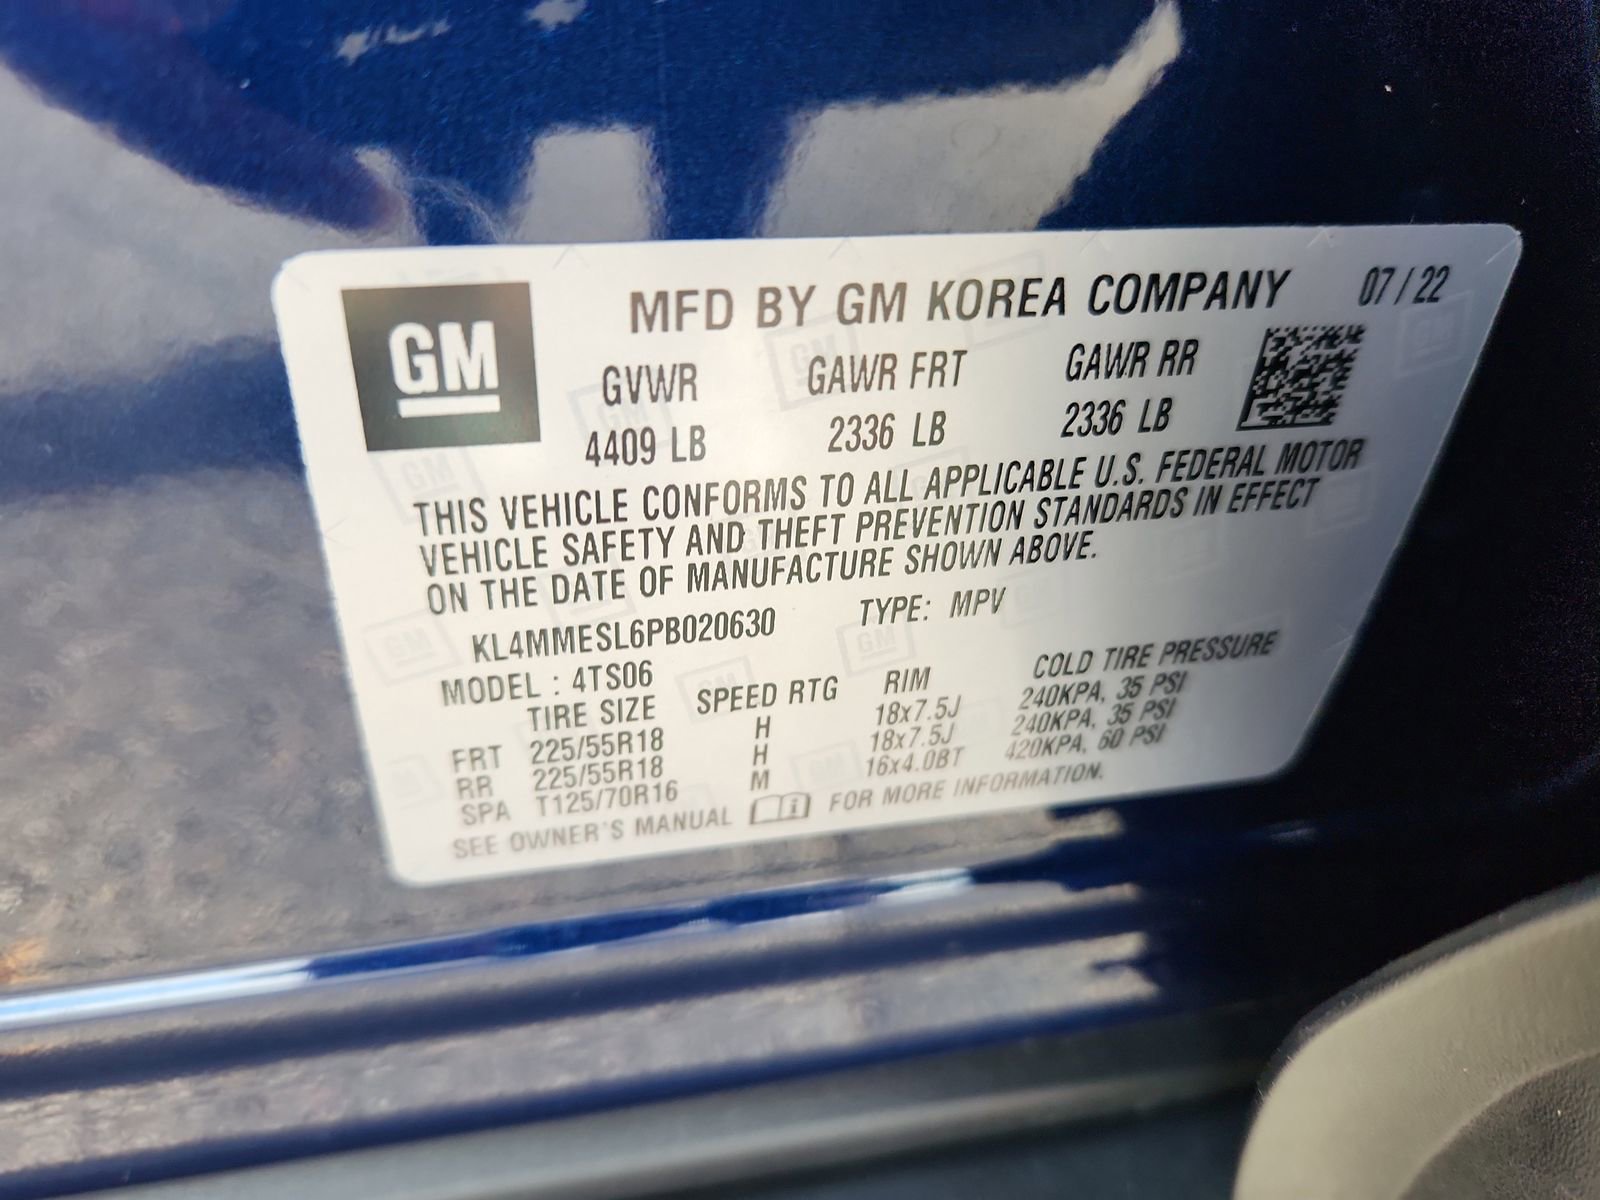 GM
MFD BY GM KOREA COMPANY 07/22
GVWR GAWR FRT GAWR RR
4409 LB 2336 LB 2336 LB
THIS VEHICLE CONFORMS TO ALL APPLICABLE U.S. FEDERAL MOTOR
VEHICLE SAFETY AND THEFT PREVENTION STANDARDS IN EFFECT
ON THE DATE OF MANUFACTURE SHOWN ABOVE.
KL4MMESL6PB020630 TYPE: MPV
MODEL : 4TS06
TIRE SIZE SPEED RTG RIM COLD TIRE PRESSURE
FRT 225/55R18 H 18x7.5J 240KPA, 35 PSI
RR 225/55R18 H 18x7.5J 240KPA, 35 PSI
SPA T125/70R16 M 16x4.0BT 420KPA, 60 PSI
SEE OWNER'S MANUAL i FOR MORE INFORMATION.